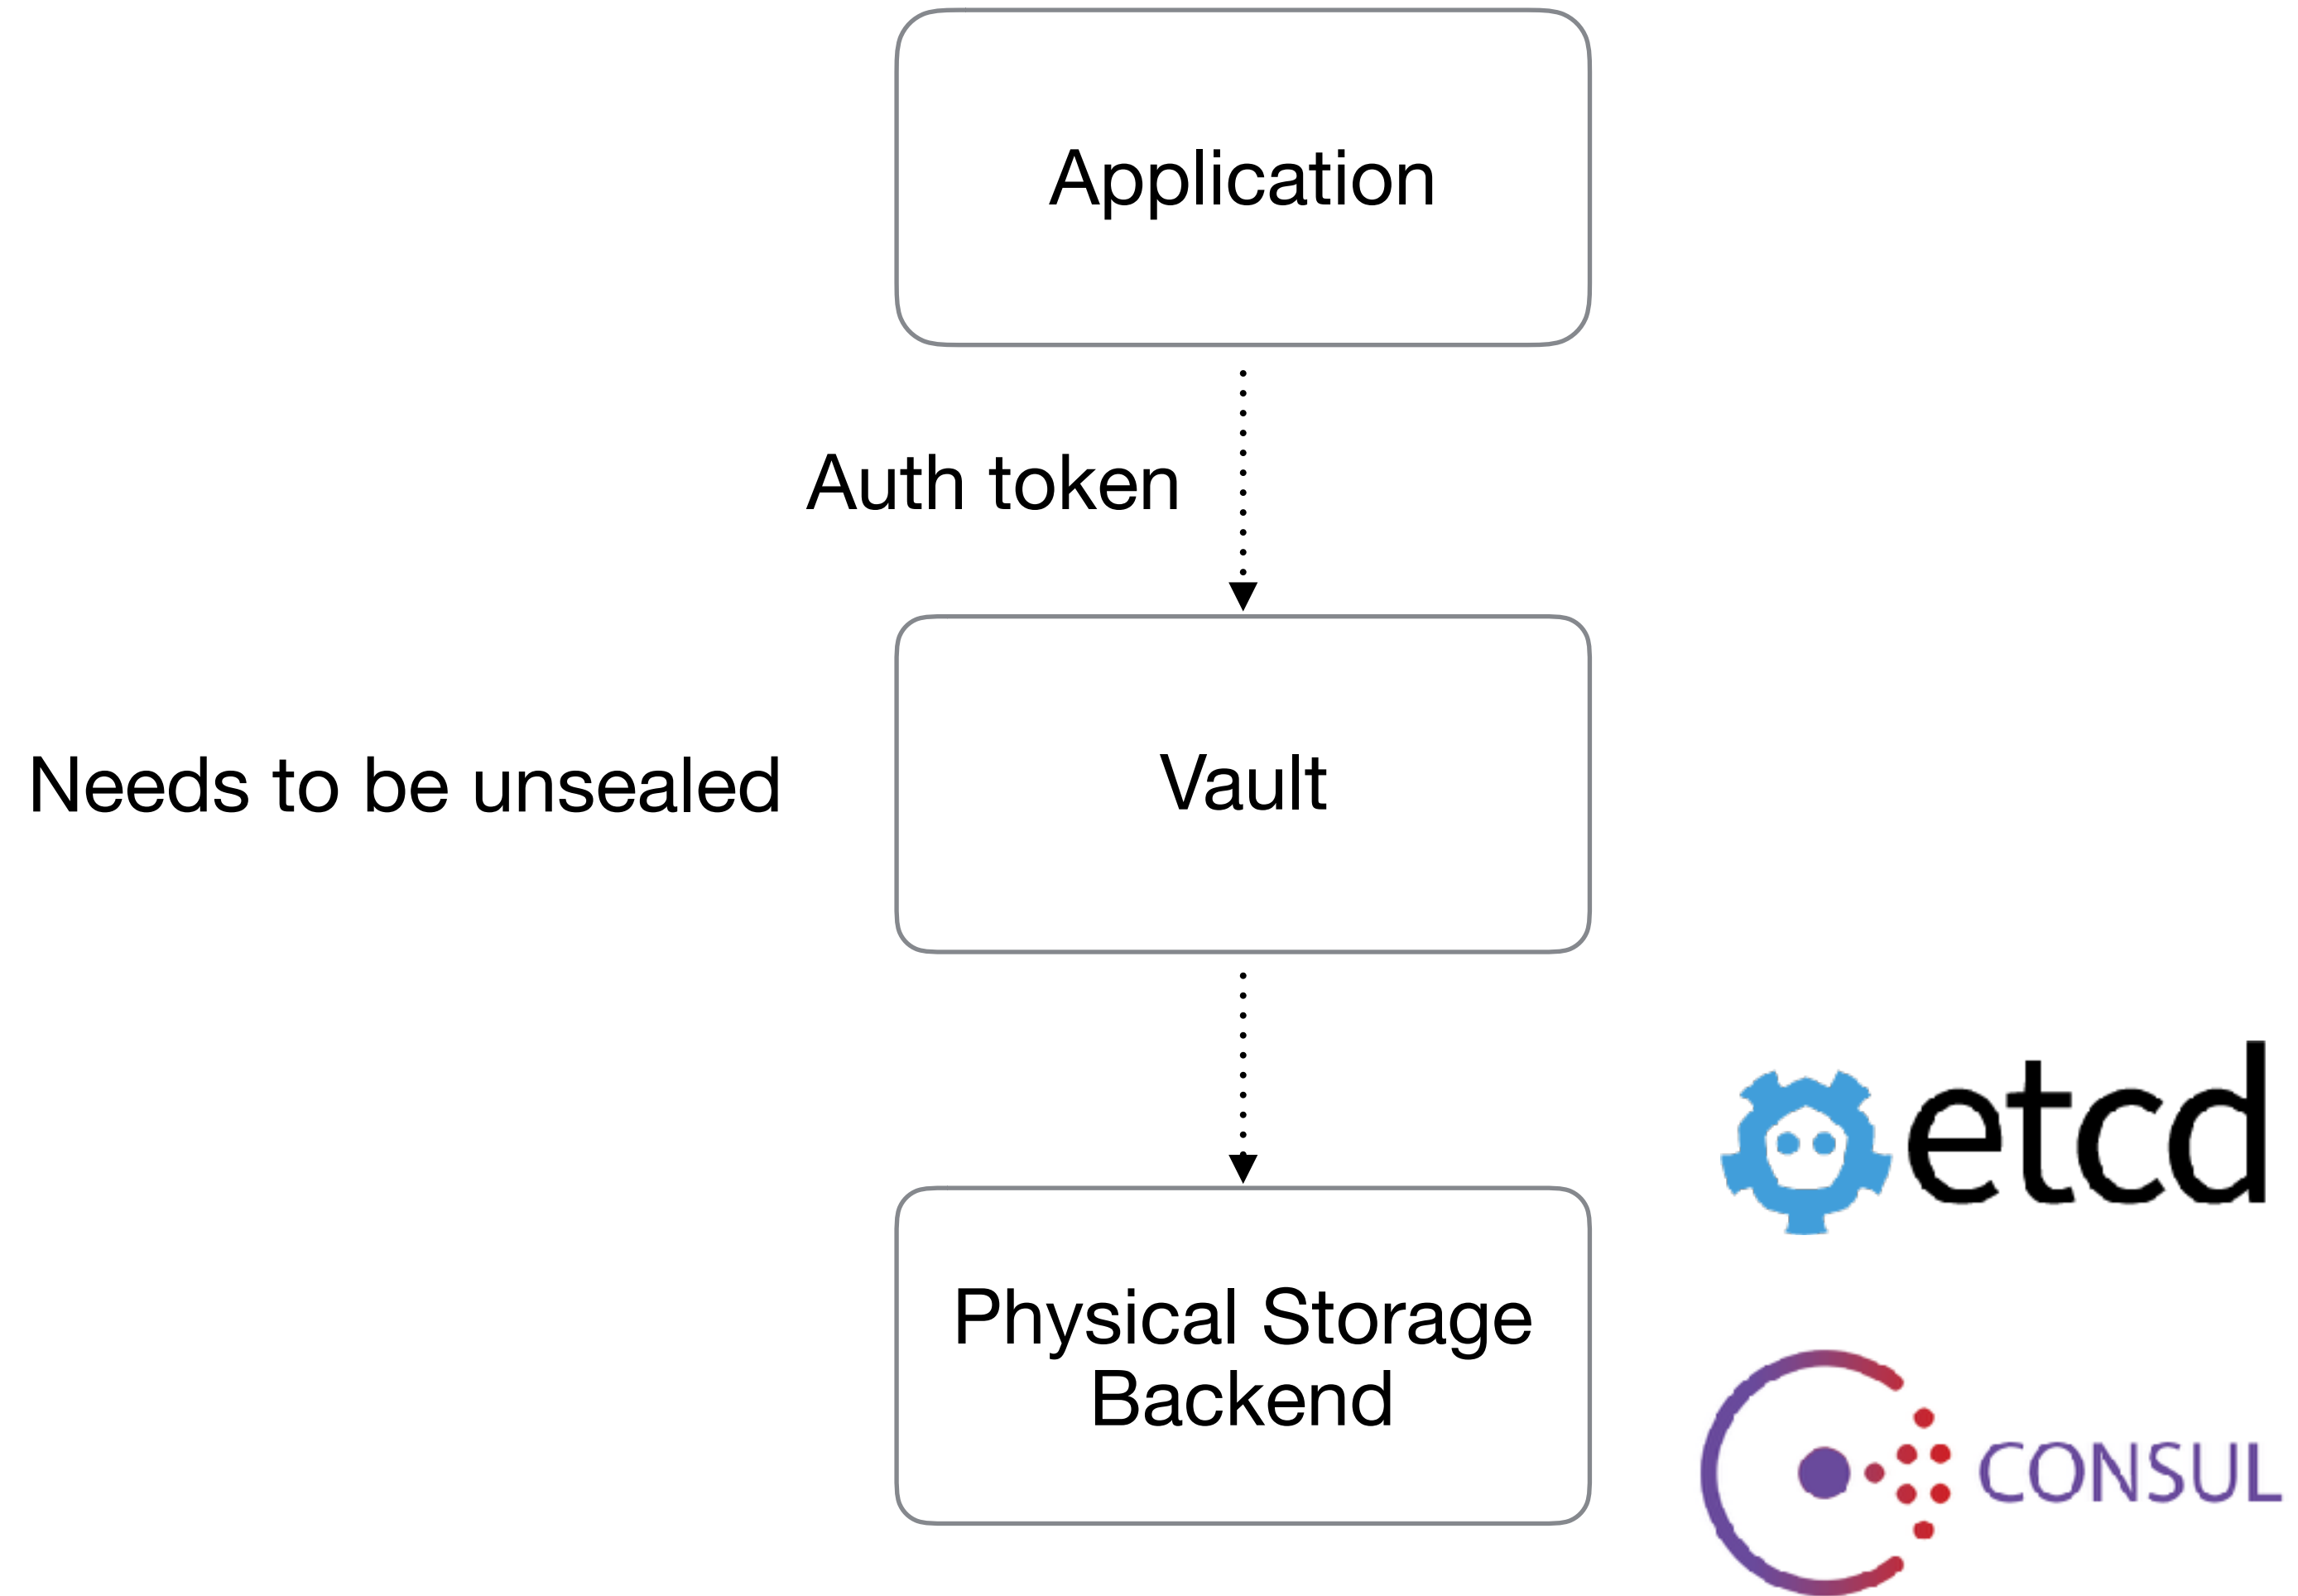 Application
Auth token
Needs to be unsealed
Vault
etcd
Physical Storage
Backend
CONSUL